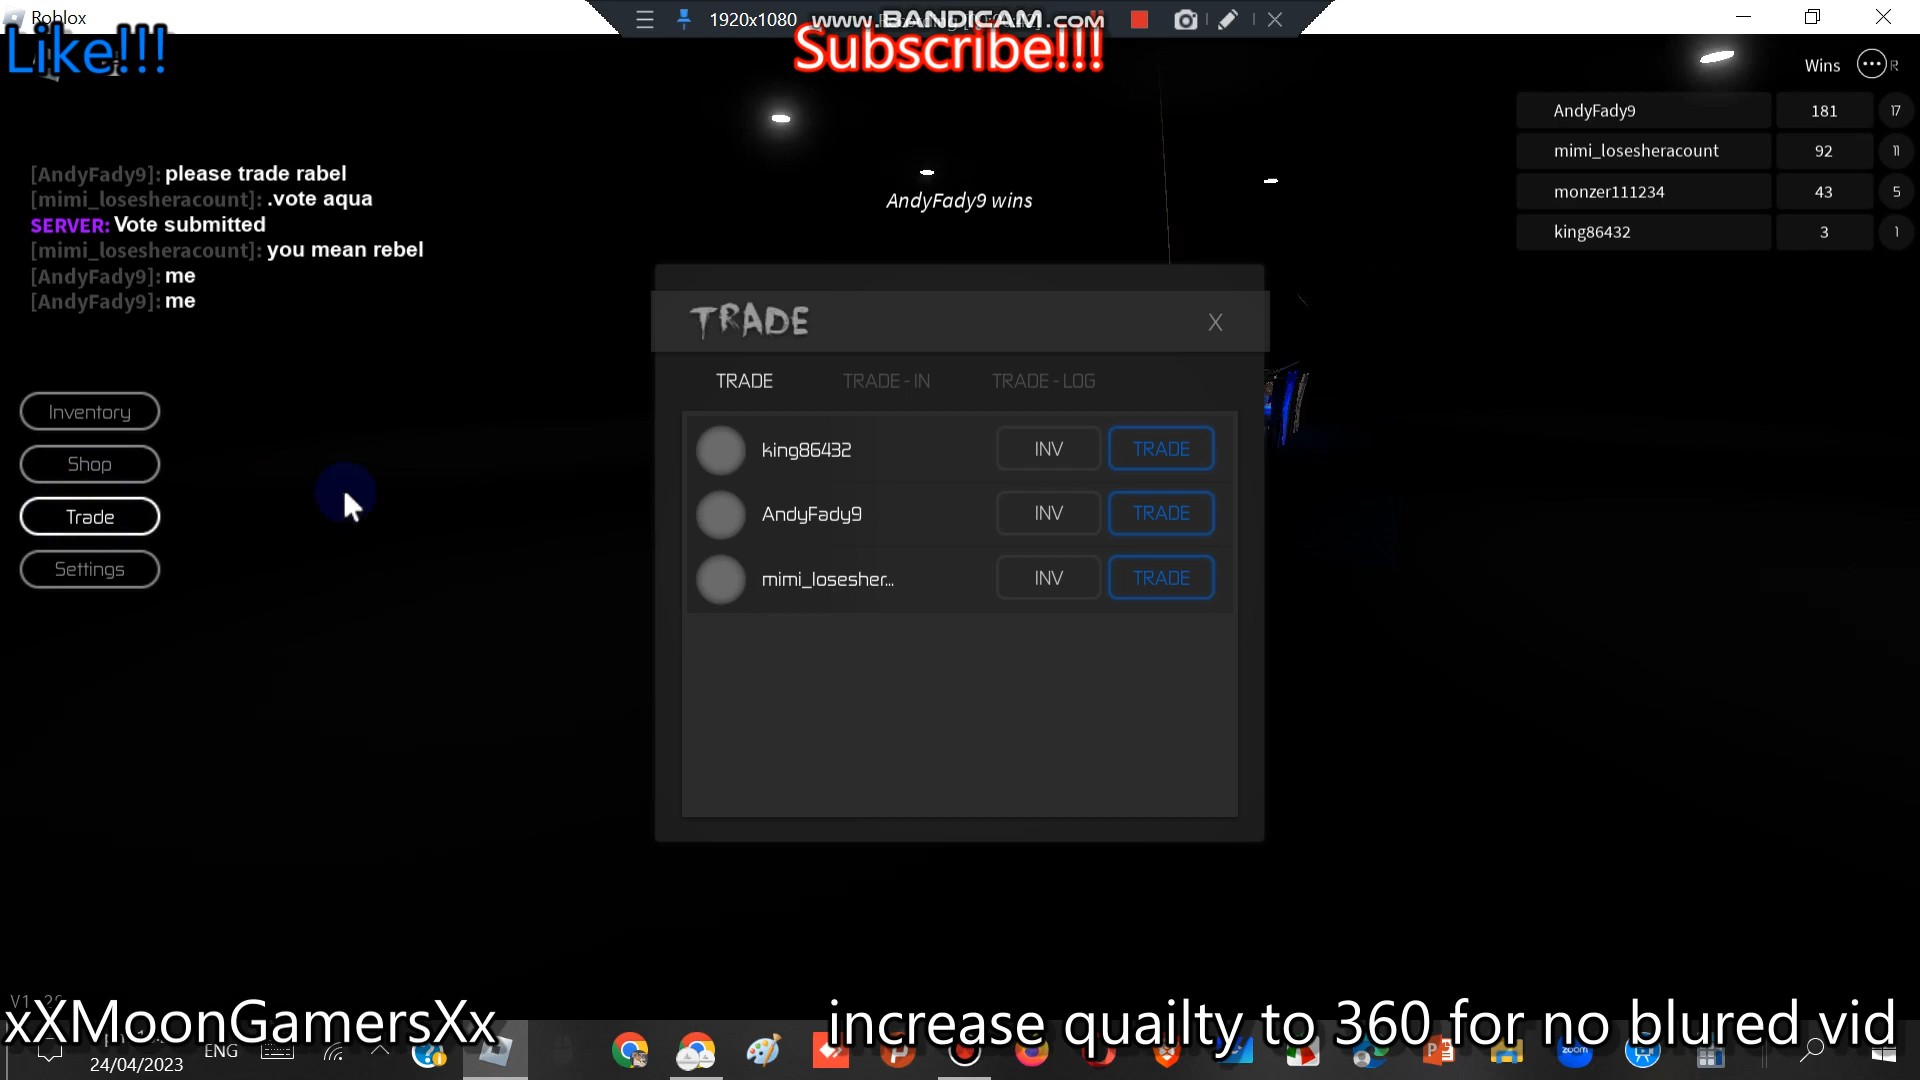 Roblox
1920x1080
www.BANDICAM.com
Like!!!
Subscribe!!!
Wins
AndyFady9 181 17
mimi_losesheracount 92 11
monzer111234 43 5
king86432 3 1
[AndyFady9]: please trade rabel
[mimi_losesheracount]: .vote aqua
SERVER: Vote submitted
[mimi_losesheracount]: you mean rebel
[AndyFady9]: me
[AndyFady9]: me
AndyFady9 wins
TRADE X
TRADE TRADE - IN TRADE - LOG
king86432 INV TRADE
AndyFady9 INV TRADE
mimi_losesher... INV TRADE
Inventory
Shop
Trade
Settings
xXMoonGamersXx
increase quailty to 360 for no blured vid
ENG
24/04/2023
zoom